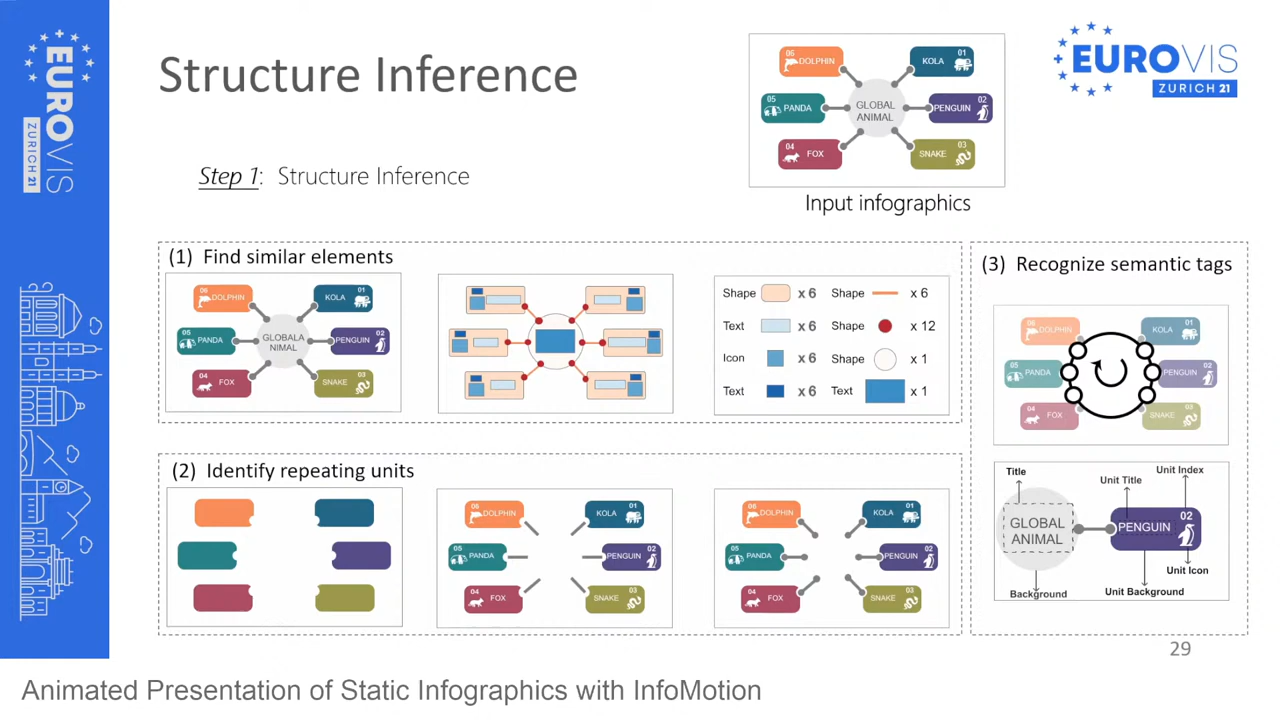 EUROVIS
ZURICH 21
Structure Inference
Step 1: Structure Inference
06
DOLPHIN
01
KOLA
05
PANDA
GLOBAL
ANIMAL
02
PENGUIN
04
FOX
03
SNAKE
Input infographics
EUROVIS
ZURICH 21
(1) Find similar elements
06
DOLPHIN
01
KOLA
05
PANDA
GLOBALA
NIMAL
02
PENGUIN
04
FOX
03
SNAKE
Shape x 6 Shape x 6
Text x 6 Shape x 12
Icon x 6 Shape x 1
Text x 6 Text x 1
(2) Identify repeating units
06
DOLPHIN
01
KOLA
05
PANDA
02
PENGUIN
04
FOX
03
SNAKE
06
DOLPHIN
01
KOLA
05
PANDA
02
PENGUIN
04
FOX
03
SNAKE
(3) Recognize semantic tags
06
DOLPHIN
01
KOLA
05
PANDA
02
PENGUIN
04
FOX
03
SNAKE
Title
Unit Title
Unit Index
GLOBAL
ANIMAL
PENGUIN
02
Unit Icon
Background
Unit Background
29
Animated Presentation of Static Infographics with InfoMotion